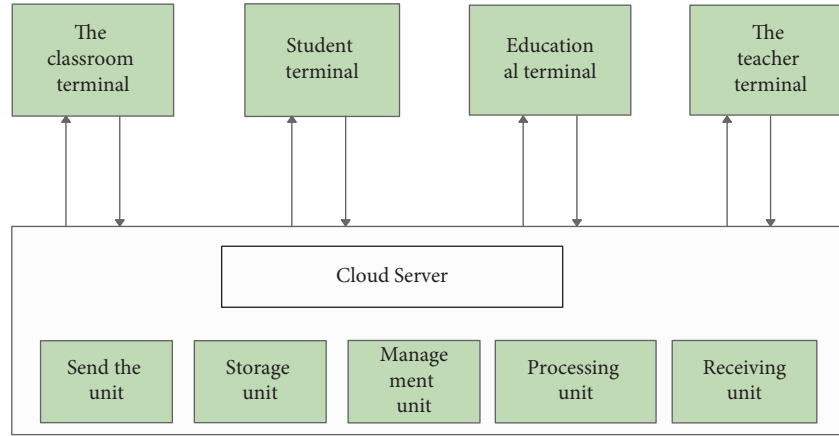 The
classroom
terminal
Student
terminal
Education
al terminal
The
teacher
terminal
Cloud Server
Send the
unit
Storage
unit
Manage
ment
unit
Processing
unit
Receiving
unit